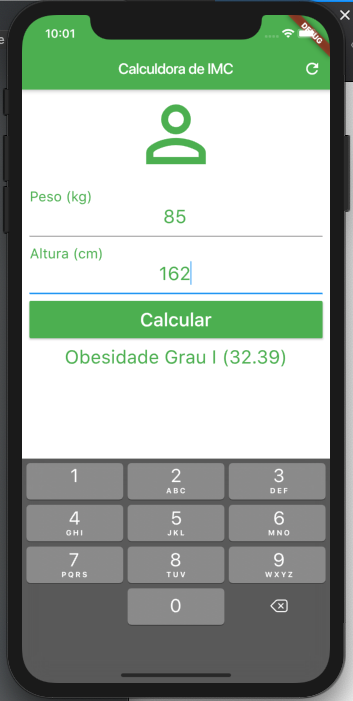 e
10:01
DEBUG
Calculdora de IMC
Peso (kg)
85
Altura (cm)
162
Calcular
Obesidade Grau I (32.39)
1
2
ABC
3
DEF
4
GHI
5
JKL
6
MNO
7
PQRS
8
TUV
9
WXYZ
0